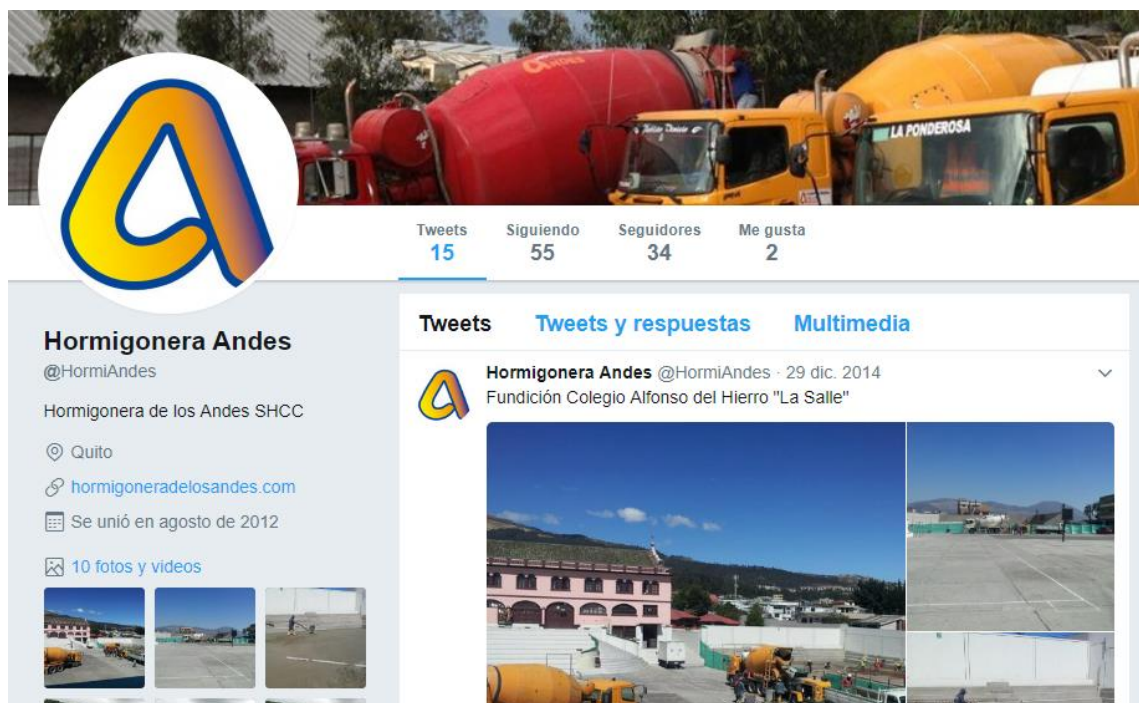 ANDES
LA PONDEROSA
Tweets
15
Siguiendo
55
Seguidores
34
Me gusta
2
Hormigonera Andes
@HormiAndes
Hormigonera de los Andes SHCC
Quito
hormigoneradelosandes.com
Se unió en agosto de 2012
10 fotos y videos
Tweets Tweets y respuestas Multimedia
Hormigonera Andes @HormiAndes · 29 dic. 2014
Fundición Colegio Alfonso del Hierro "La Salle"